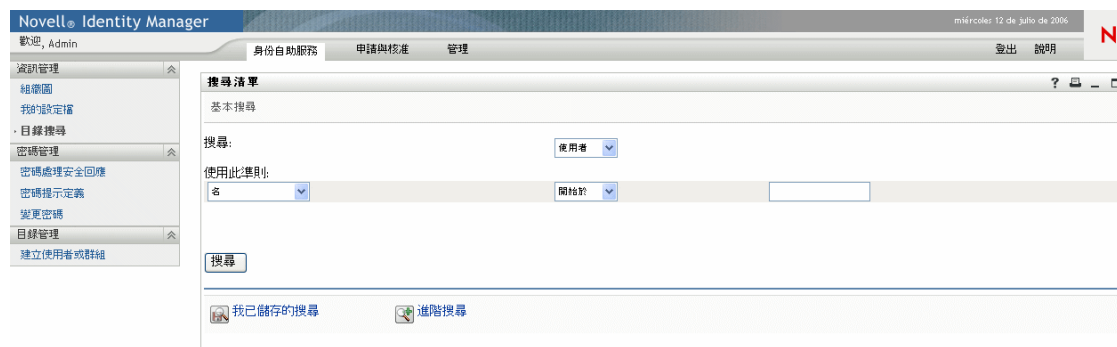 Novell® Identity Manager
miércoles 12 de julio de 2006
歡迎, Admin
身份自助服務 申請與核准 管理 登出 說明
N
資訊管理
組織圖
我的設定檔
目錄搜尋
密碼管理
密碼處理安全回應
密碼提示定義
變更密碼
目錄管理
建立使用者或群組
搜尋清單
基本搜尋
搜尋: 使用者
使用此準則:
名 開始於
搜尋
我已儲存的搜尋 進階搜尋